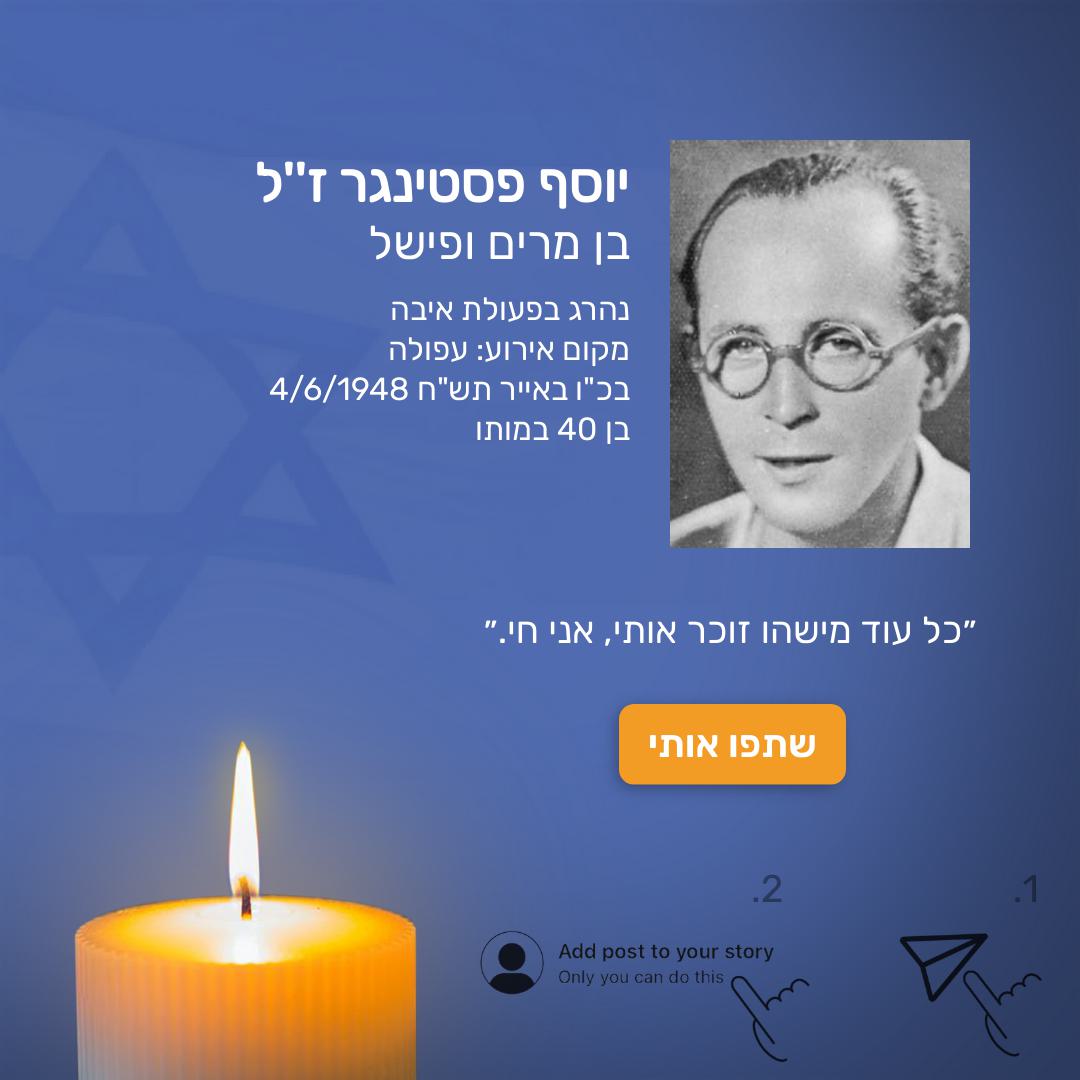 יוסף פסטינגר ז"ל
בן מרים ופישל
נהרג בפעולת איבה
מקום אירוע: עפולה
בכ"ו באייר תש"ח 4/6/1948
בן 40 במותו
״כל עוד מישהו זוכר אותי, אני חי.״
שתפו אותי
1.
2.
Add post to your story
Only you can do this